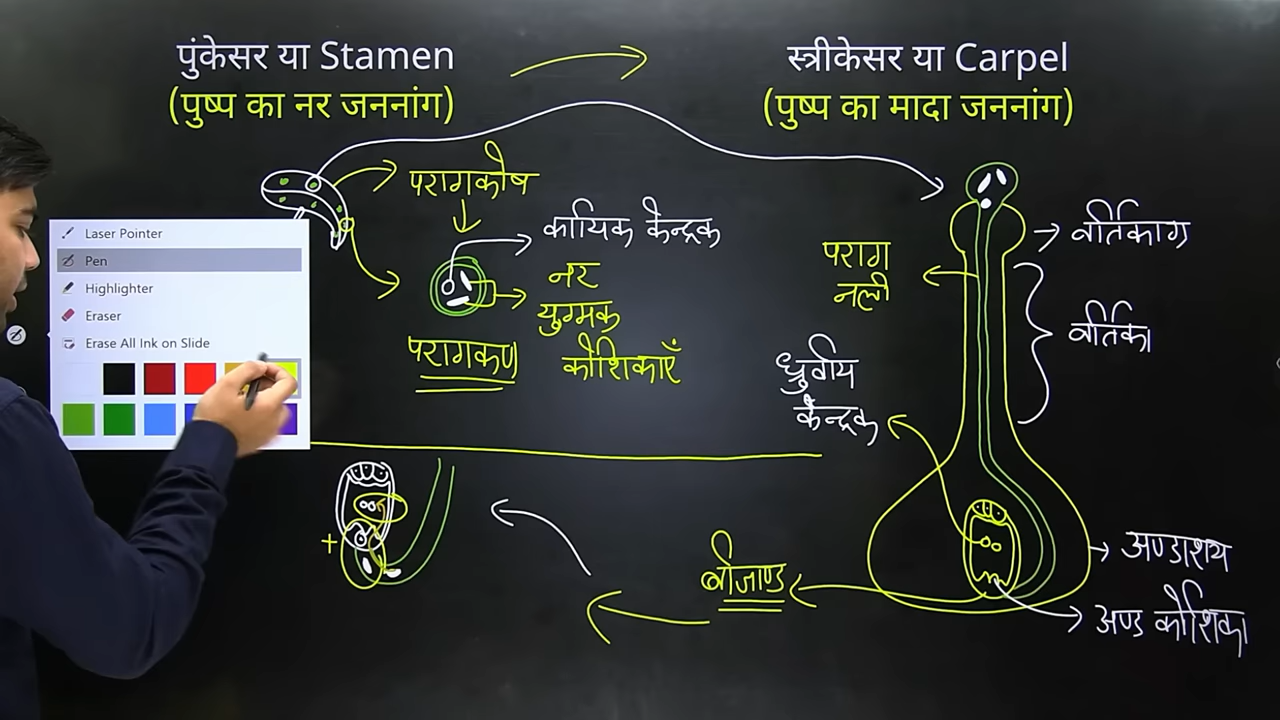 पुंकेसर या Stamen
(पुष्प का नर जननांग)
स्त्रीकेसर या Carpel
(पुष्प का मादा जननांग)
परागकोष
कायिक केन्द्रक
नर
युग्मक
कोशिकाएँ
परागकण
पराग
नली
वर्तिकाग्र
वर्तिका
ध्रुवीय
केन्द्रक
बीजाण्ड
अण्डाशय
अण्ड कोशिका
+
Laser Pointer
Pen
Highlighter
Eraser
Erase All Ink on Slide